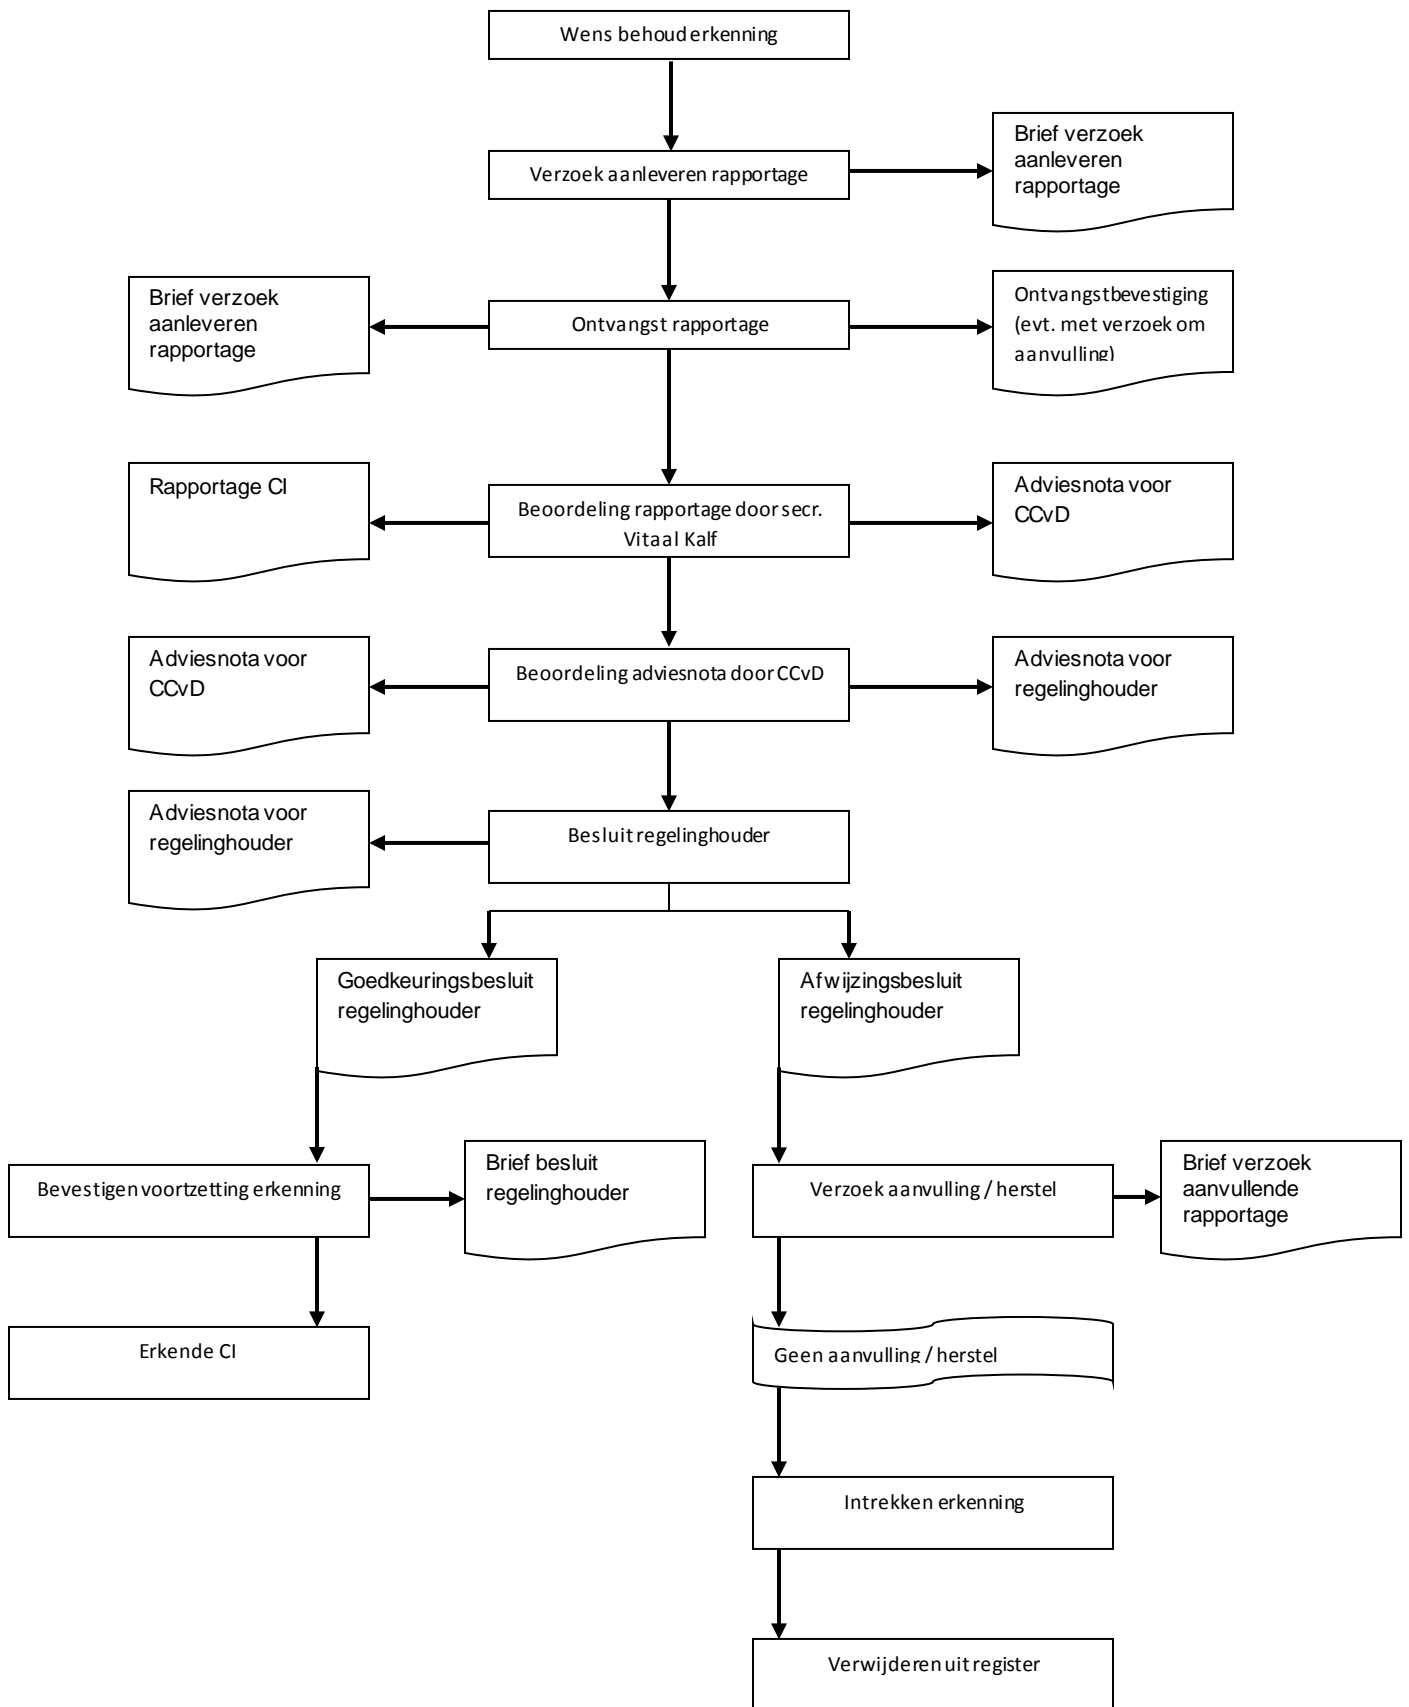 Wens behoud erkenning
Verzoek aanleveren rapportage
Brief verzoek
aanleveren
rapportage
Brief verzoek
aanleveren
rapportage
Ontvangst rapportage
Ontvangstbevestiging
(evt. met verzoek om
aanvulling)
Rapportage CI
Beoordeling rapportage door secr.
Vitaal Kalf
Adviesnota voor
CCvD
Adviesnota voor
CCvD
Beoordeling adviesnota door CCvD
Adviesnota voor
regelinghouder
Adviesnota voor
regelinghouder
Besluit regelinghouder
Goedkeuringsbesluit
regelinghouder
Afwijzingsbesluit
regelinghouder
Bevestigen voortzetting erkenning
Brief besluit
regelinghouder
Verzoek aanvulling / herstel
Brief verzoek
aanvullende
rapportage
Erkende CI
Geen aanvulling / herstel
Intrekken erkenning
Verwijderen uit register